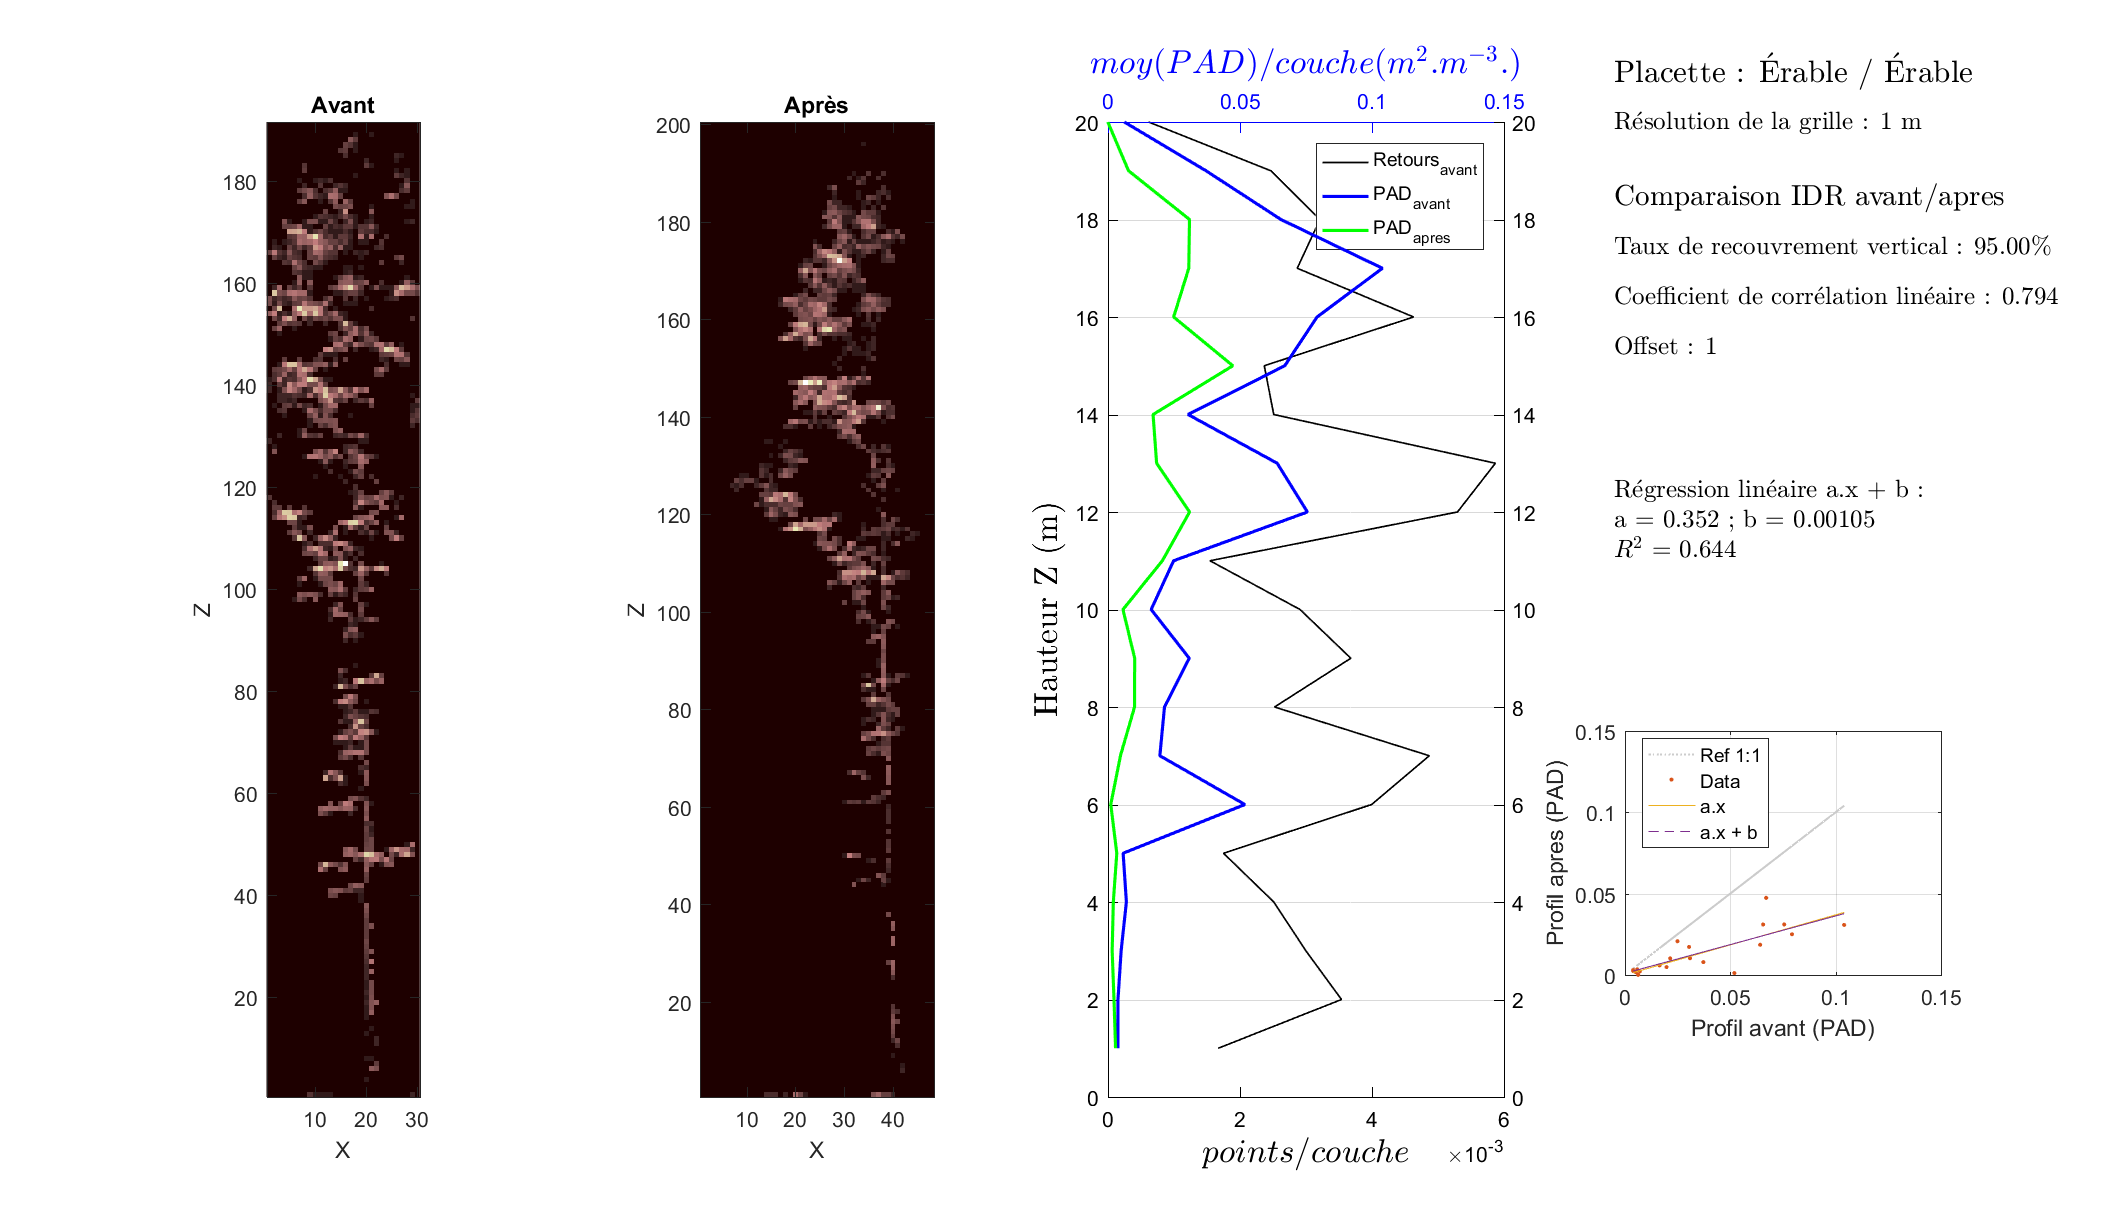 Avant
180
160
140
120
100
80
60
40
20
Z
10 20 30
X
Après
200
180
160
140
120
100
80
60
40
20
Z
10 20 30 40
X
moy(PAD)/couche(m².m⁻³.)
0 0.05 0.1 0.15
Retours_avant
PAD_avant
PAD_apres
20 20
18 18
16 16
14 14
12 12
10 10
8 8
6 6
4 4
2 2
0 0
Hauteur Z (m)
0 2 4 6
points/couche ×10⁻³
Placette : Érable / Érable
Résolution de la grille : 1 m
Comparaison IDR avant/apres
Taux de recouvrement vertical : 95.00%
Coefficient de corrélation linéaire : 0.794
Offset : 1
Régression linéaire a.x + b :
a = 0.352 ; b = 0.00105
R² = 0.644
Ref 1:1
Data
a.x
a.x + b
0.15
0.1
0.05
0
Profil apres (PAD)
0 0.05 0.1 0.15
Profil avant (PAD)